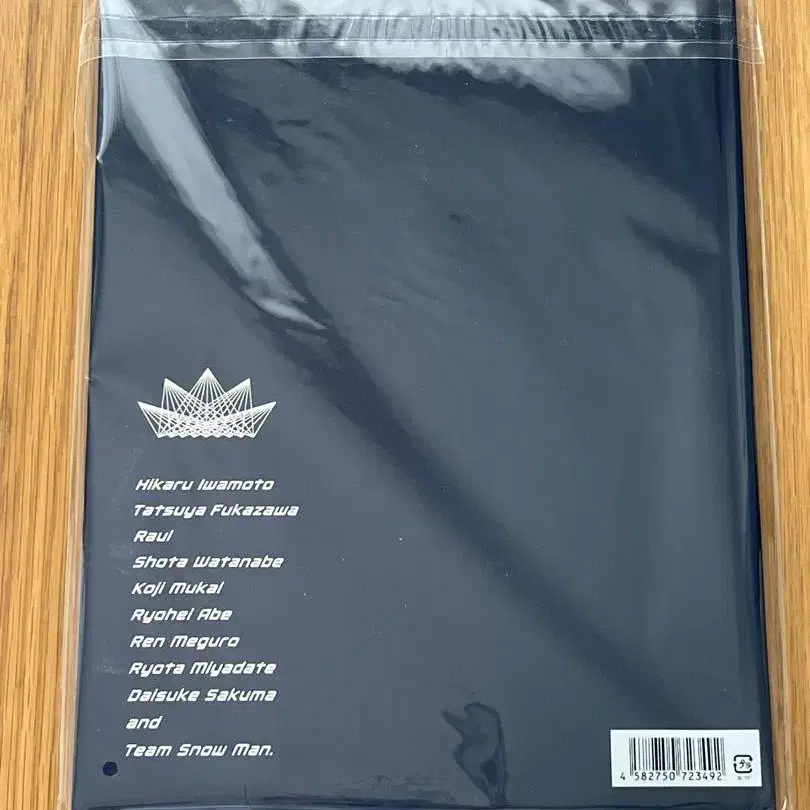 Hikaru Iwamoto
Tatsuya Fukazawa
Raul
Shota Watanabe
Koji Mukai
Ryohei Abe
Ren Meguro
Ryota Miyadate
Daisuke Sakuma
and
Team Snow Man.
4 582750 723492